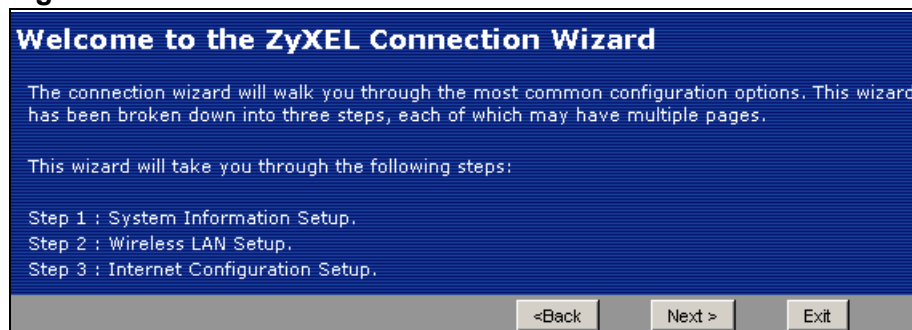 Welcome to the ZyXEL Connection Wizard
The connection wizard will walk you through the most common configuration options. This wizard
has been broken down into three steps, each of which may have multiple pages.
This wizard will take you through the following steps:
Step 1 : System Information Setup.
Step 2 : Wireless LAN Setup.
Step 3 : Internet Configuration Setup.
<Back Next > Exit